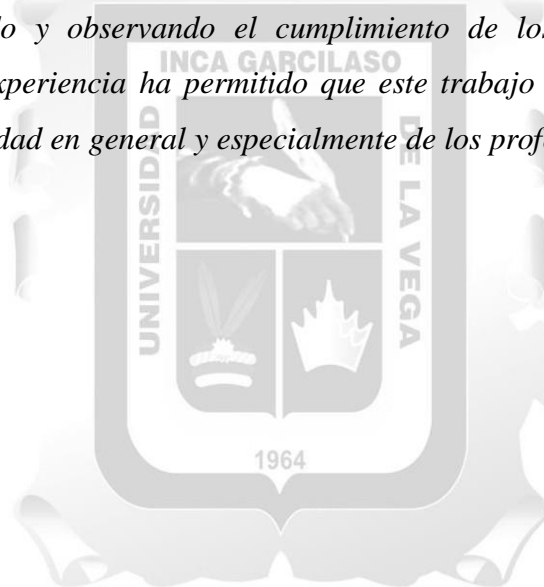 lo y observando el cumplimiento de los
INCA GARCILASO
xperiencia ha permitido que este trabajo
dad en general y especialmente de los prof
UNIVERSIDAD
DE LA VEGA
1964